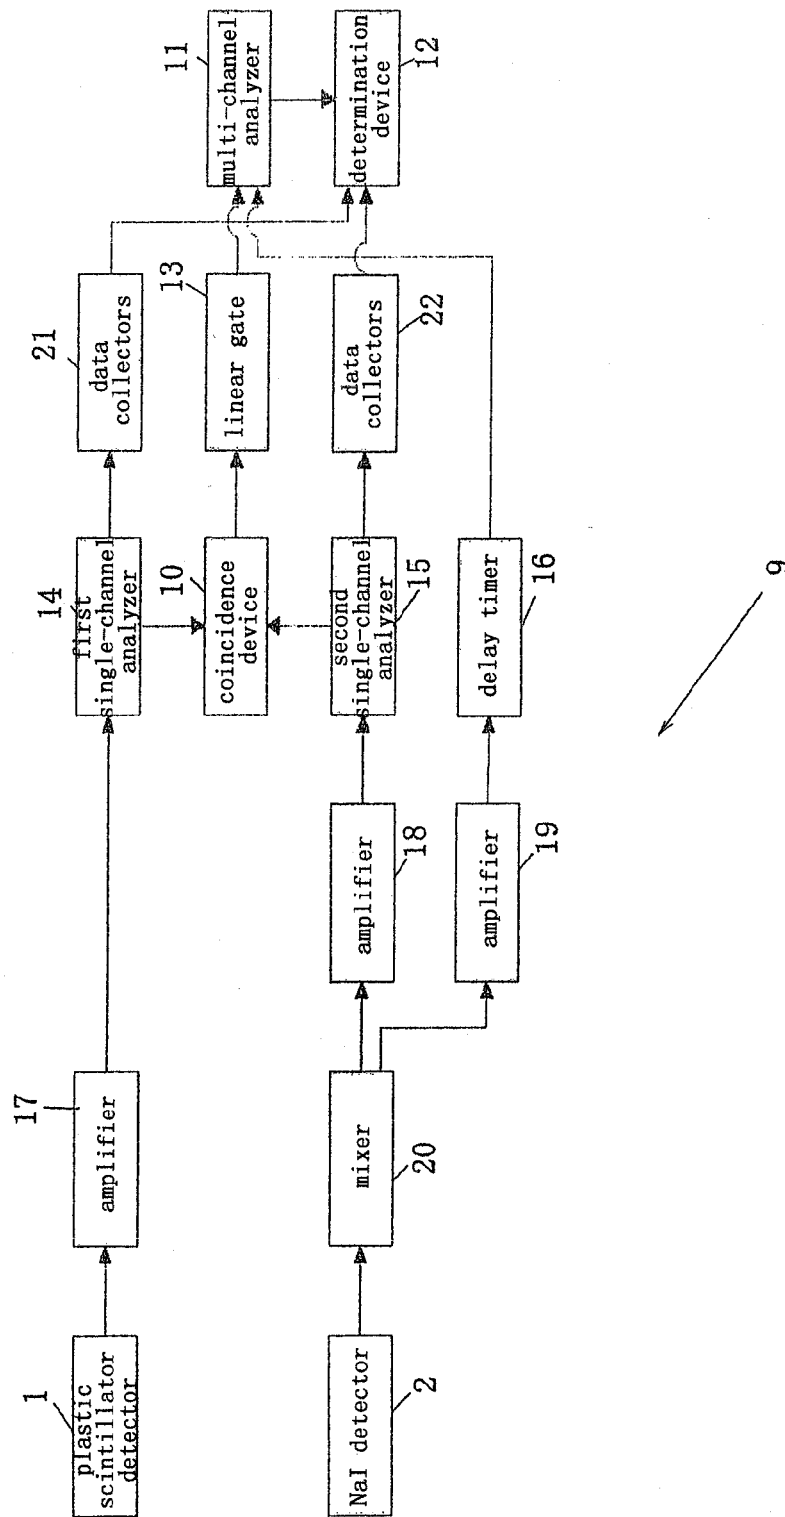 1
plastic
scintillator
detector
17
amplifier
14
first
single-channel
analyzer
21
data
collectors
10
coincidence
device
13
linear gate
11
multi-channel
analyzer
12
determination
device
NaI detector
2
mixer
20
amplifier
18
second
single-channel
analyzer
15
data
collectors
22
amplifier
19
delay timer
16
9